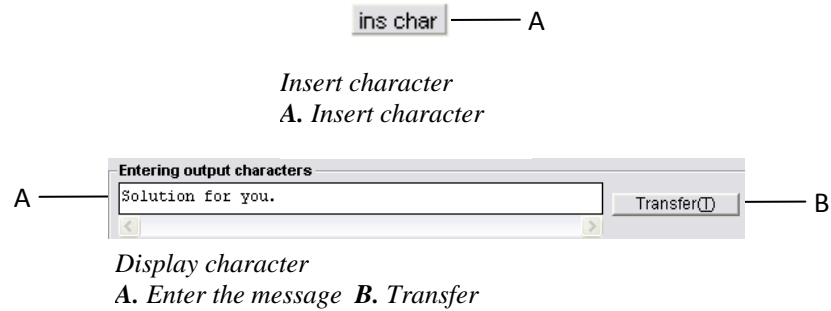 ins char A
Insert character
A. Insert character
Entering output characters
A Solution for you. Transfer(T) B
Display character
A. Enter the message B. Transfer